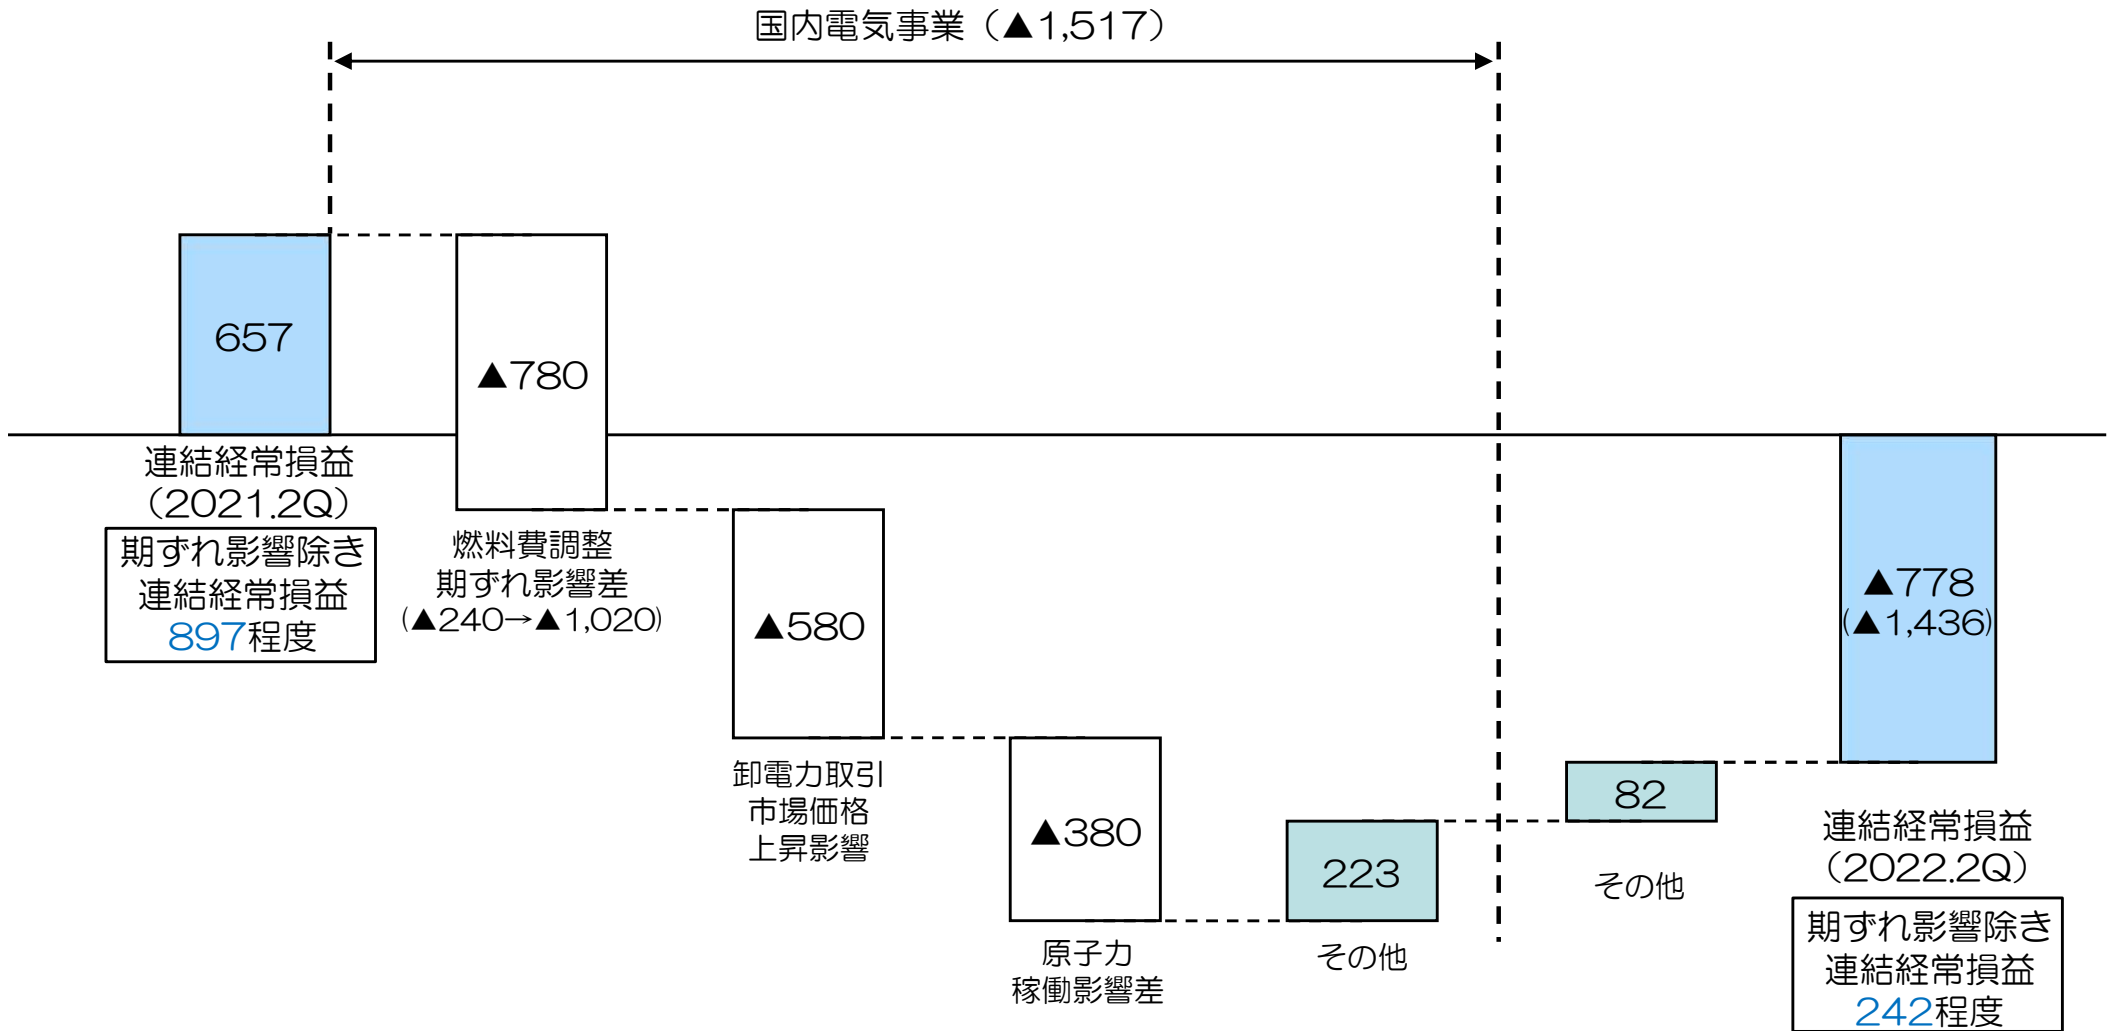 国内電気事業（▲1,517）
657
連結経常損益
（2021.2Q）
期ずれ影響除き
連結経常損益
897程度
▲780
燃料費調整
期ずれ影響差
(▲240→▲1,020)
▲580
卸電力取引
市場価格
上昇影響
▲380
原子力
稼働影響差
223
その他
82
その他
▲778
(▲1,436)
連結経常損益
（2022.2Q）
期ずれ影響除き
連結経常損益
242程度